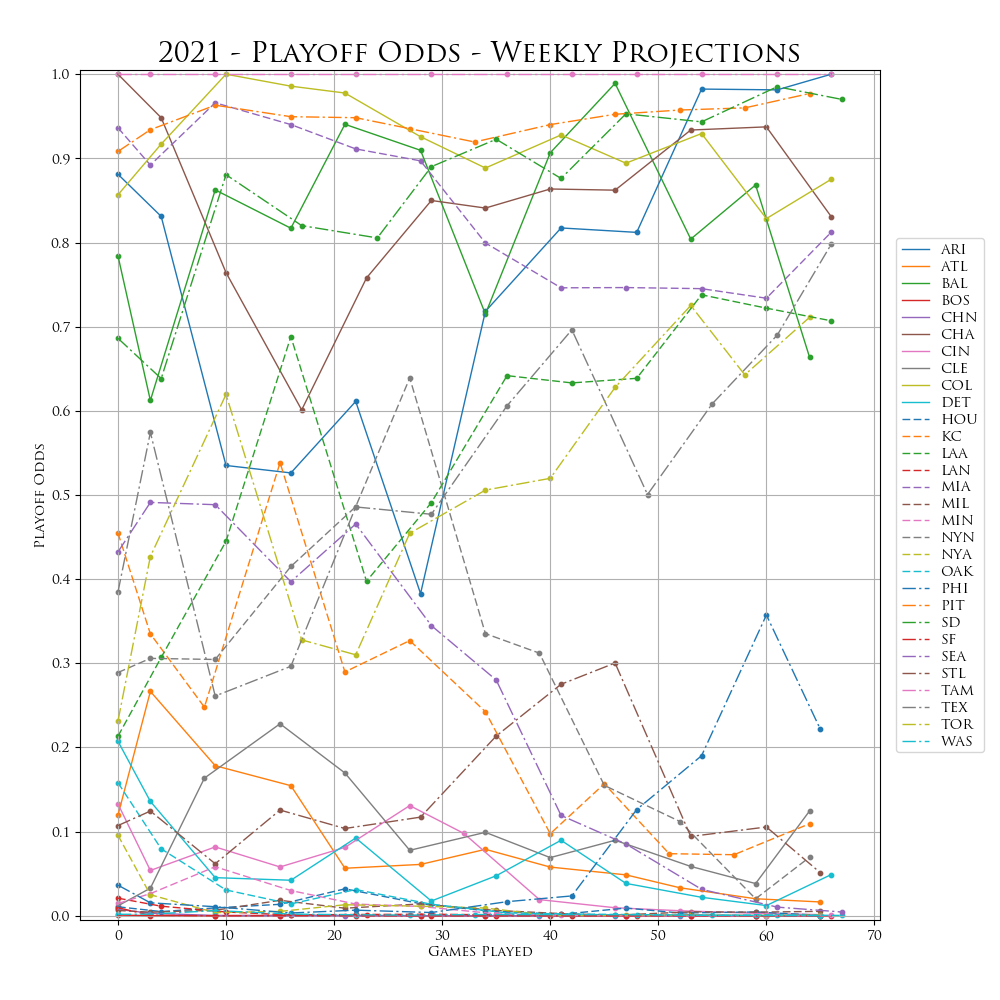 2021 - Playoff Odds - Weekly Projections
1.0
0.9
0.8
0.7
0.6
0.5
0.4
0.3
0.2
0.1
0.0
Playoff Odds
0 10 20 30 40 50 60 70
Games Played
ARI
ATL
BAL
BOS
CHN
CHA
CIN
CLE
COL
DET
HOU
KC
LAA
LAN
MIA
MIL
MIN
NYN
NYA
OAK
PHI
PIT
SD
SF
SEA
STL
TAM
TEX
TOR
WAS